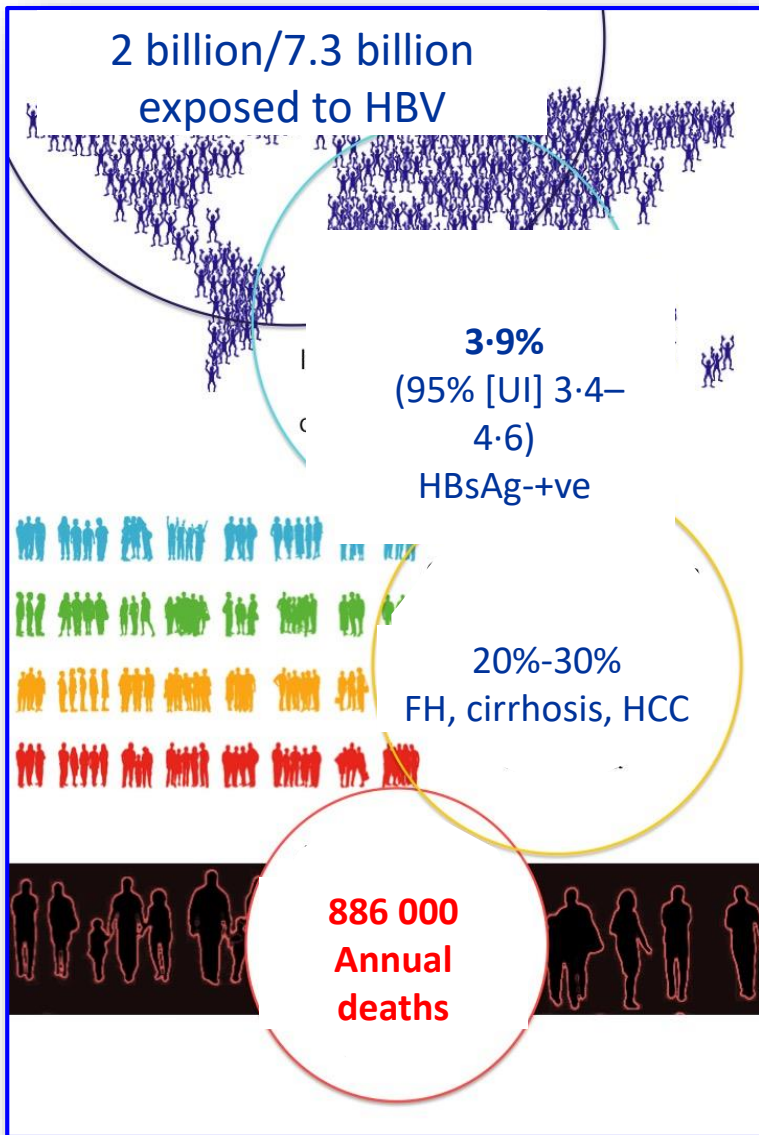 2 billion/7.3 billion
exposed to HBV
3·9%
(95% [UI] 3·4–
4·6)
HBsAg-+ve
20%-30%
FH, cirrhosis, HCC
886 000
Annual
deaths